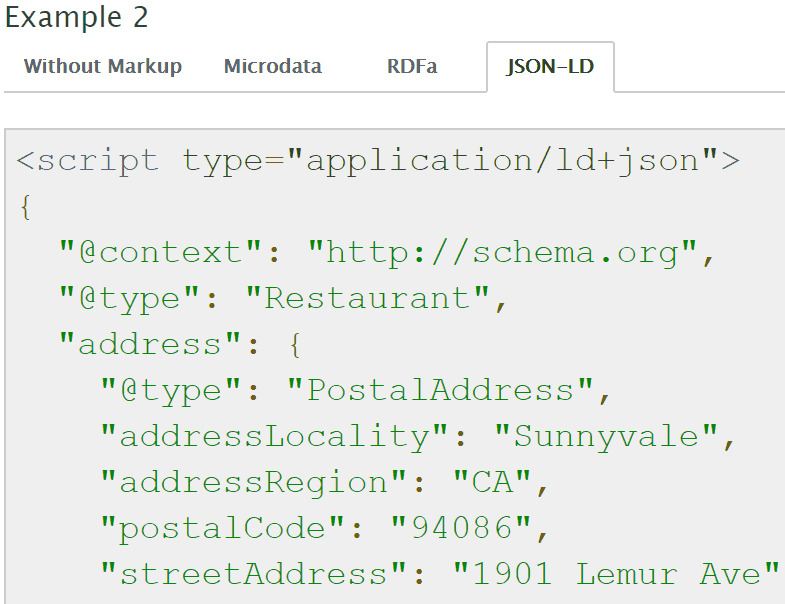 Example 2
Without Markup Microdata RDFa JSON-LD
<script type="application/ld+json">
{
  "@context": "http://schema.org",
  "@type": "Restaurant",
  "address": {
    "@type": "PostalAddress",
    "addressLocality": "Sunnyvale",
    "addressRegion": "CA",
    "postalCode": "94086",
    "streetAddress": "1901 Lemur Ave"